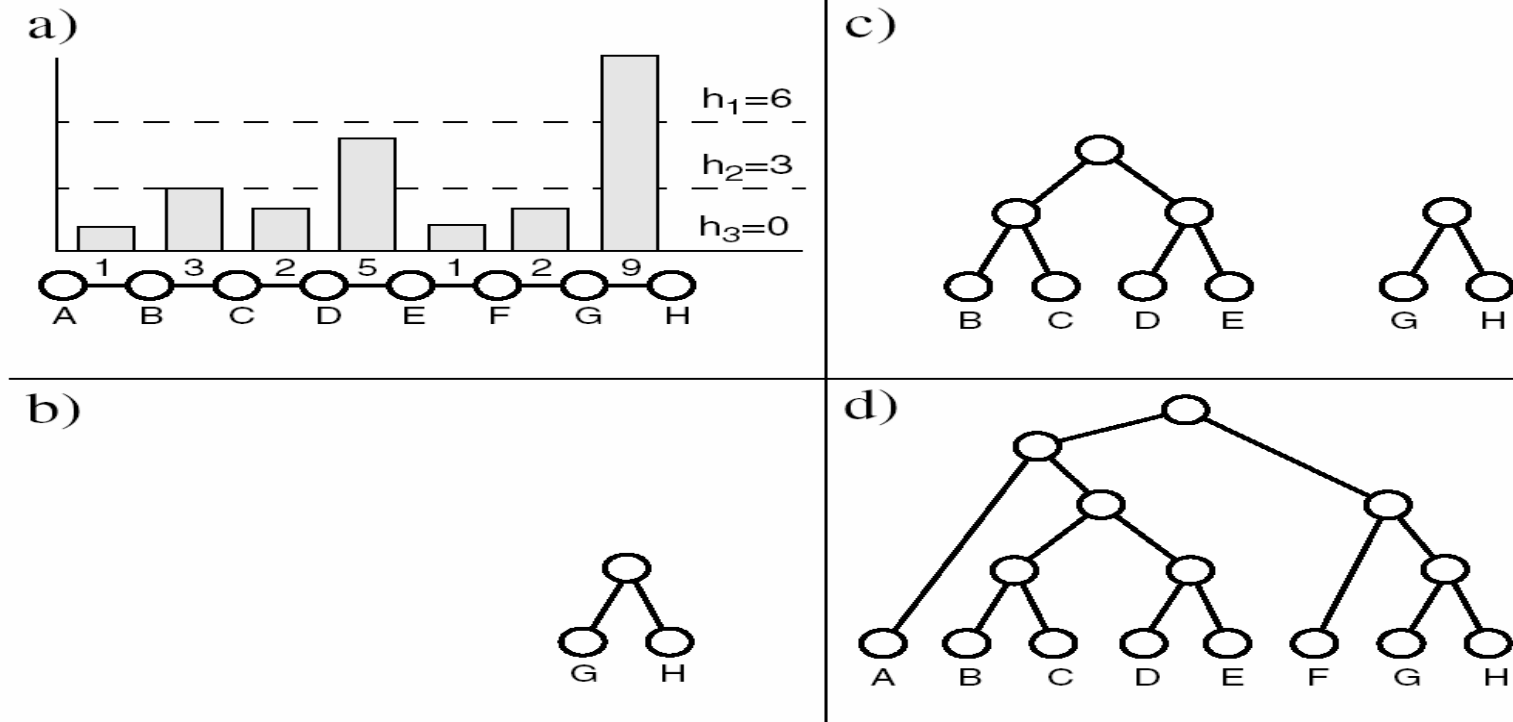 a)
h1=6
h2=3
h3=0
1 3 2 5 1 2 9
A B C D E F G H
b)
G H
c)
B C D E G H
d)
A B C D E F G H